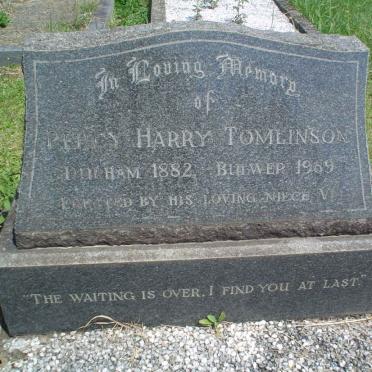 In Loving Memory
of
Percy Harry Tomlinson
Durham 1882 - Bulwer 1969
Erected by his loving niece Vi
"The waiting is over. I find you at last."